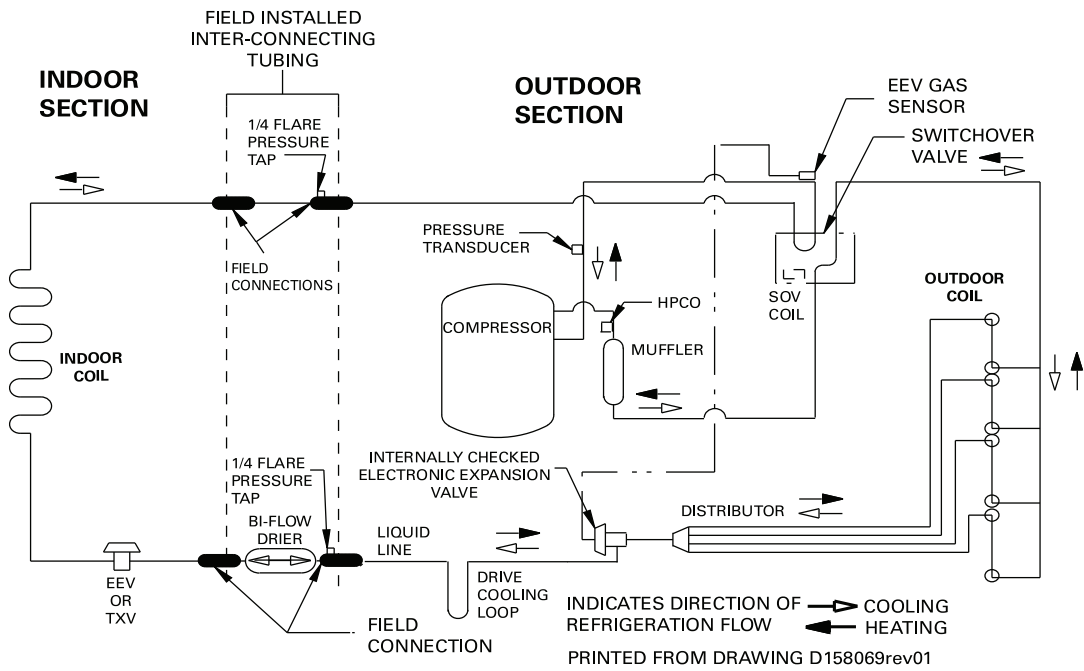 FIELD INSTALLED
INTER-CONNECTING
TUBING
INDOOR
SECTION
OUTDOOR
SECTION
EEV GAS
SENSOR
SWITCHOVER
VALVE
1/4 FLARE
PRESSURE
TAP
PRESSURE
TRANSDUCER
FIELD
CONNECTIONS
SOV
COIL
OUTDOOR
COIL
HPCO
COMPRESSOR
MUFFLER
INDOOR
COIL
INTERNALLY CHECKED
ELECTRONIC EXPANSION
VALVE
1/4 FLARE
PRESSURE
TAP
BI-FLOW
DRIER
LIQUID
LINE
DISTRIBUTOR
EEV
OR
TXV
DRIVE
COOLING
LOOP
FIELD
CONNECTION
INDICATES DIRECTION OF
REFRIGERATION FLOW
COOLING
HEATING
PRINTED FROM DRAWING D158069rev01